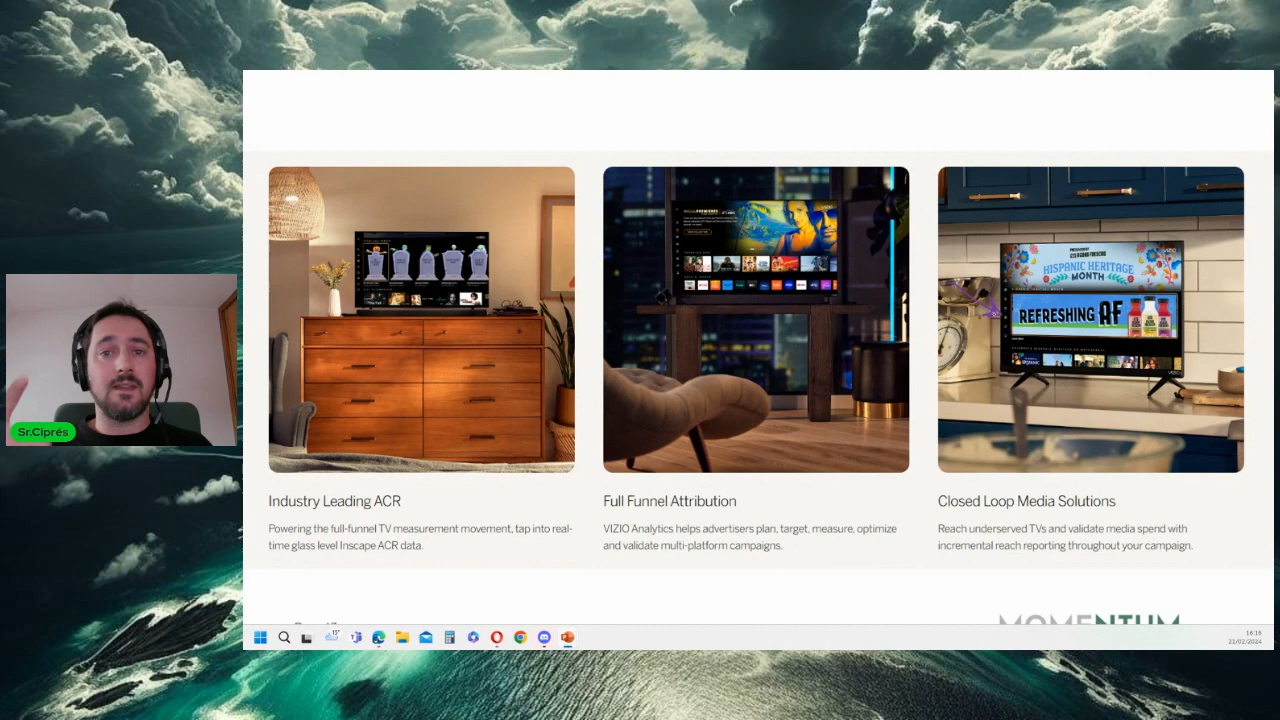 HISPANIC HERITAGE
MONTH
REFRESHING AF
Sr.Ciprés
Industry Leading ACR
Powering the full-funnel TV measurement movement, tap into real-
time glass level Inscape ACR data.
Full Funnel Attribution
VIZIO Analytics helps advertisers plan, target, measure, optimize
and validate multi-platform campaigns.
Closed Loop Media Solutions
Reach underserved TVs and validate media spend with
incremental reach reporting throughout your campaign.
MOMENTUM
15°
16:16
21/02/2024